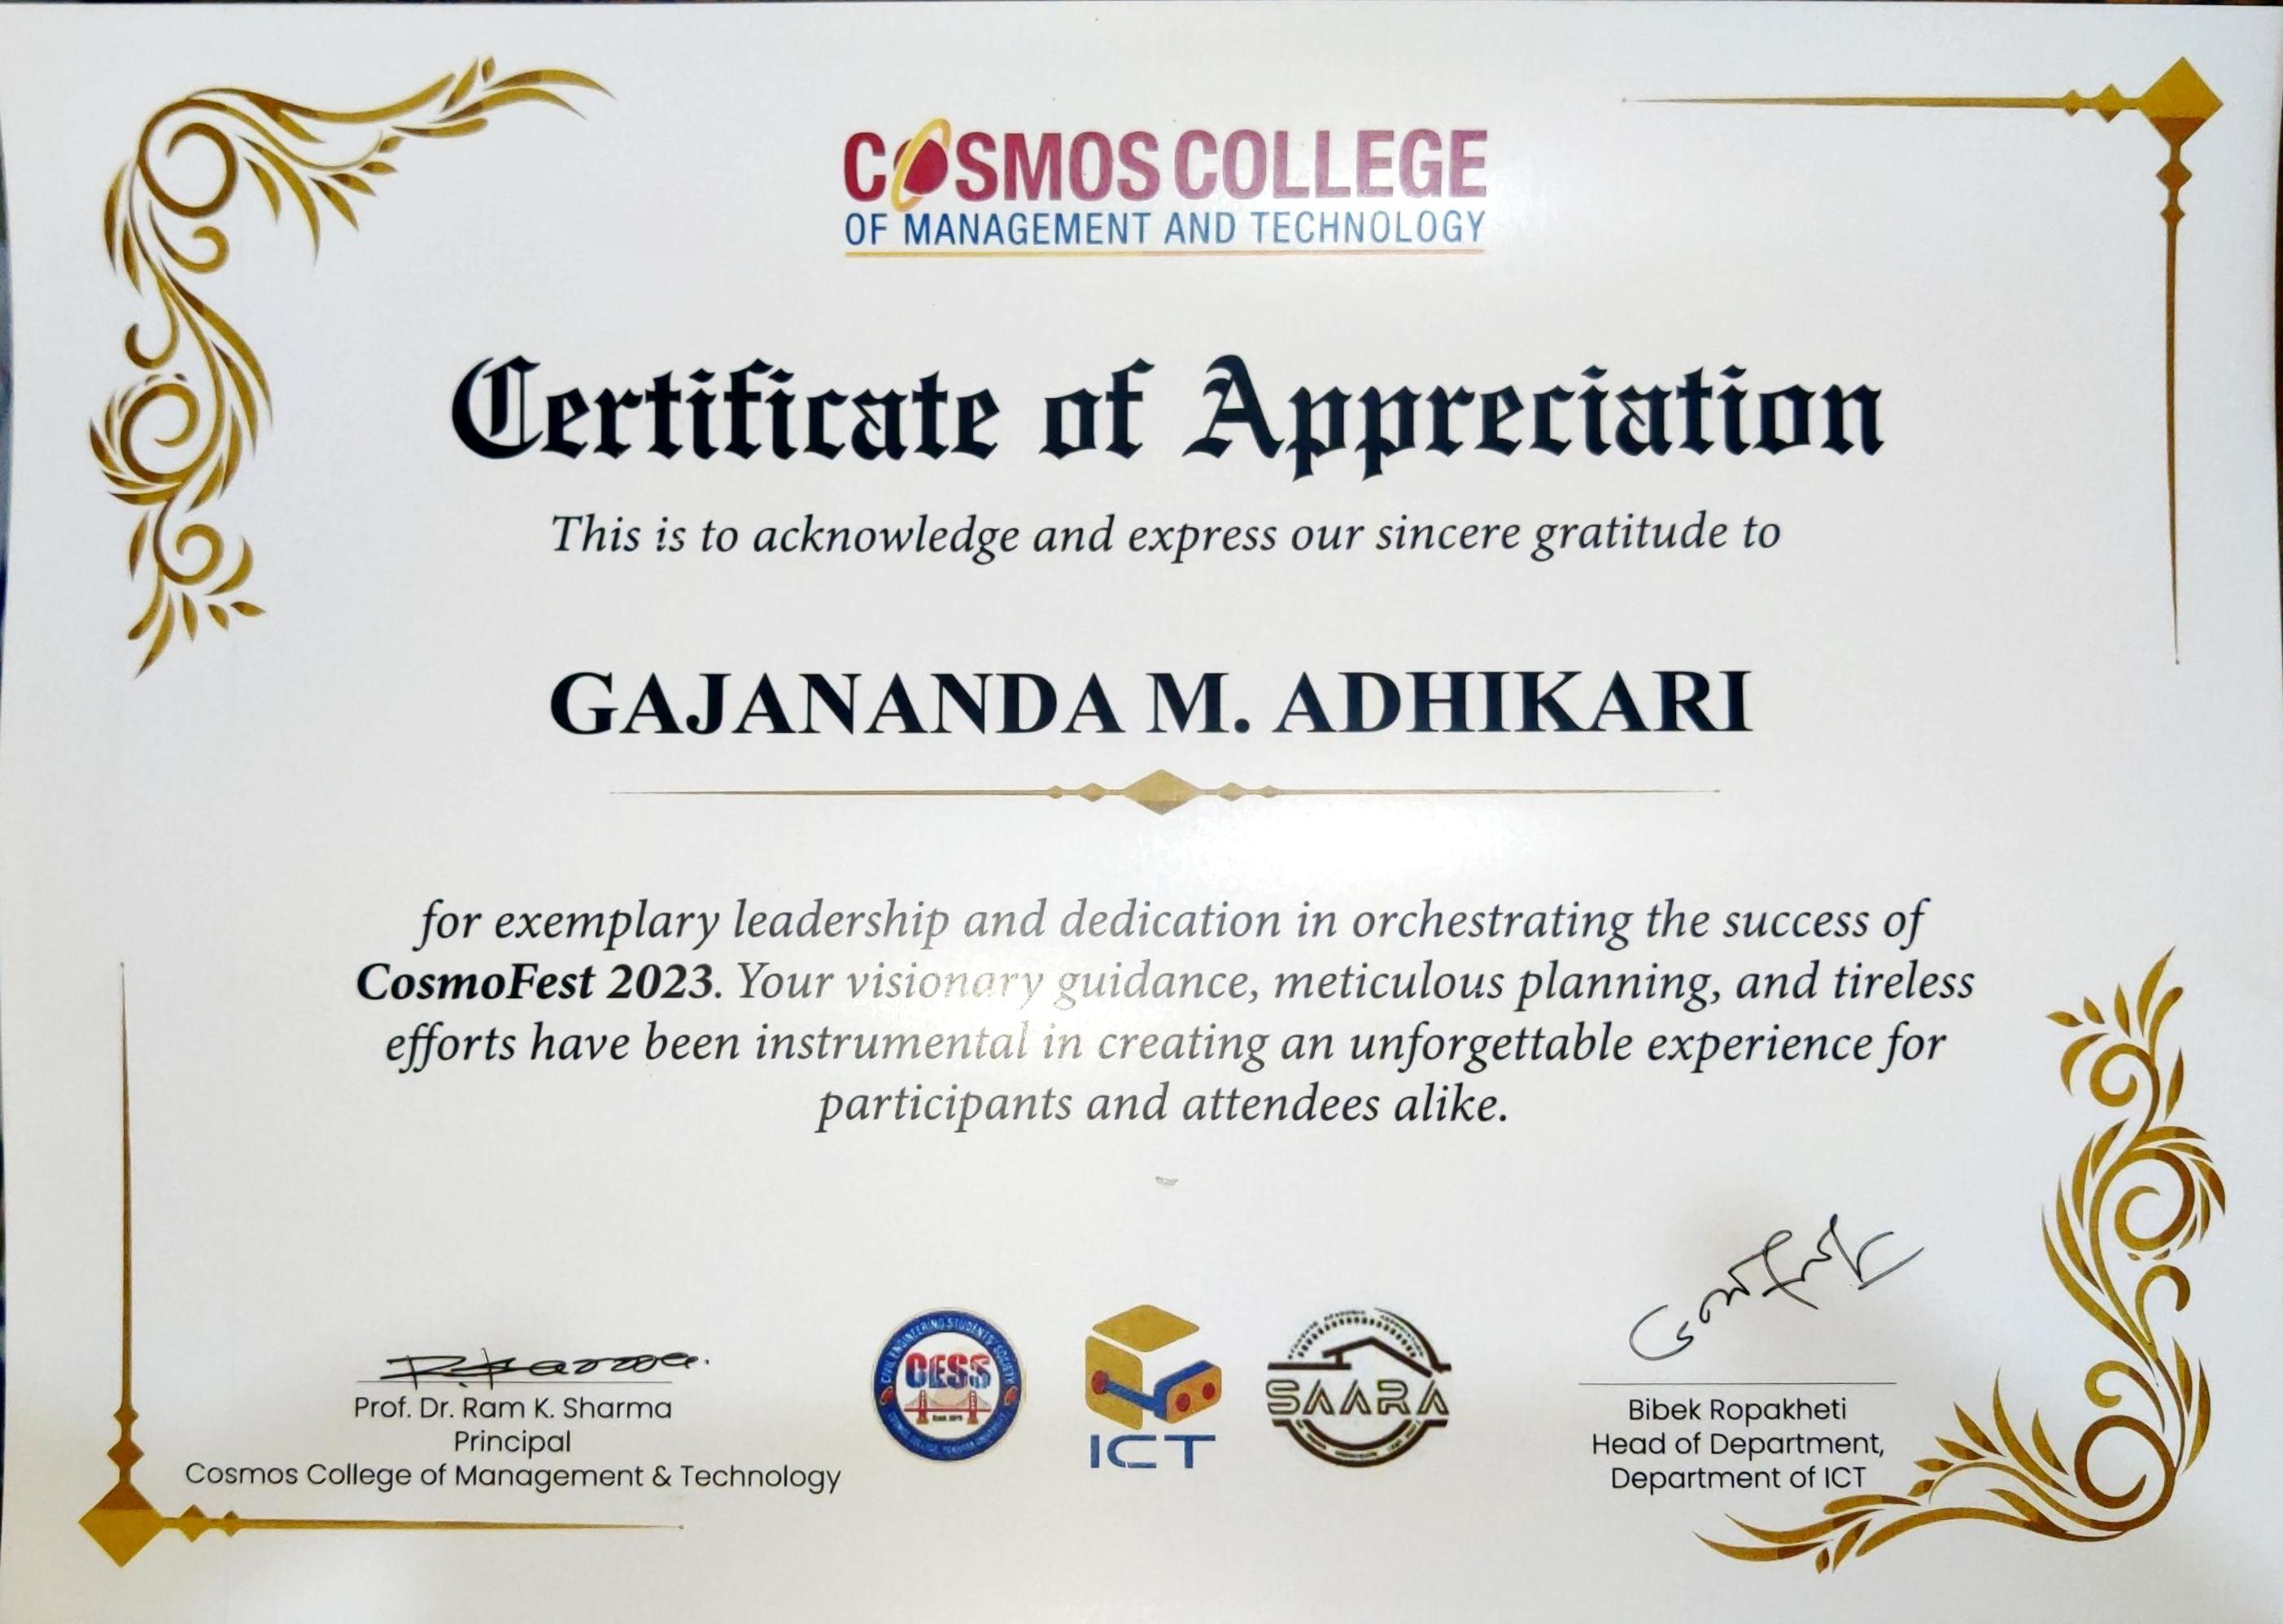 COSMOS COLLEGE
OF MANAGEMENT AND TECHNOLOGY
Certificate of Appreciation
This is to acknowledge and express our sincere gratitude to
GAJANANDA M. ADHIKARI
for exemplary leadership and dedication in orchestrating the success of
CosmoFest 2023. Your visionary guidance, meticulous planning, and tireless
efforts have been instrumental in creating an unforgettable experience for
participants and attendees alike.
Prof. Dr. Ram K. Sharma
Principal
Cosmos College of Management & Technology
CIVIL ENGINEERING STUDENTS' SOCIETY
CESS
COSMOS COLLEGE, POKHARA UNIVERSITY
ICT
SAARA
Bibek Ropakheti
Head of Department,
Department of ICT